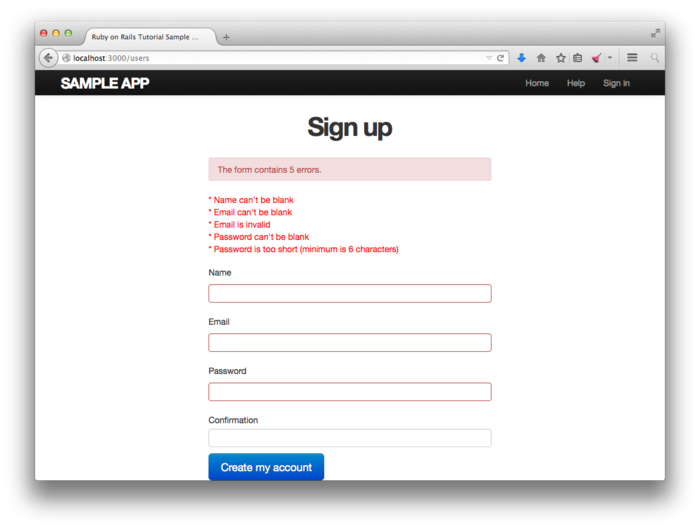 Ruby on Rails Tutorial Sample ...
localhost:3000/users
SAMPLE APP
Home Help Sign in
Sign up
The form contains 5 errors.
* Name can't be blank
* Email can't be blank
* Email is invalid
* Password can't be blank
* Password is too short (minimum is 6 characters)
Name
Email
Password
Confirmation
Create my account